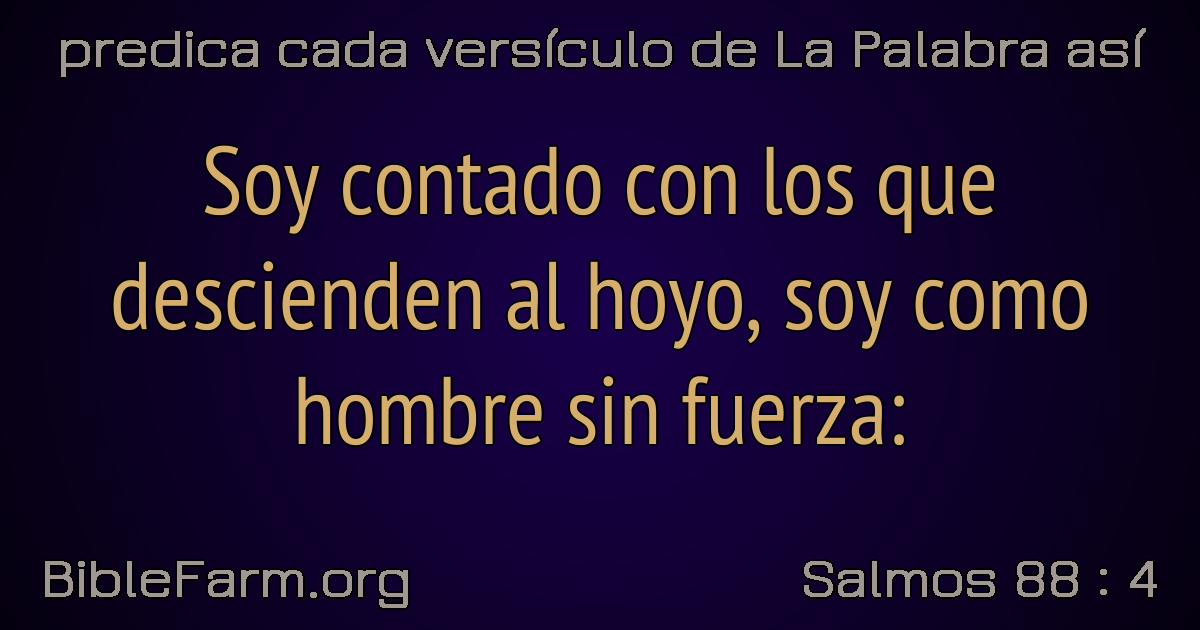 predica cada versículo de La Palabra así
Soy contado con los que
descienden al hoyo, soy como
hombre sin fuerza:
BibleFarm.org
Salmos 88 : 4